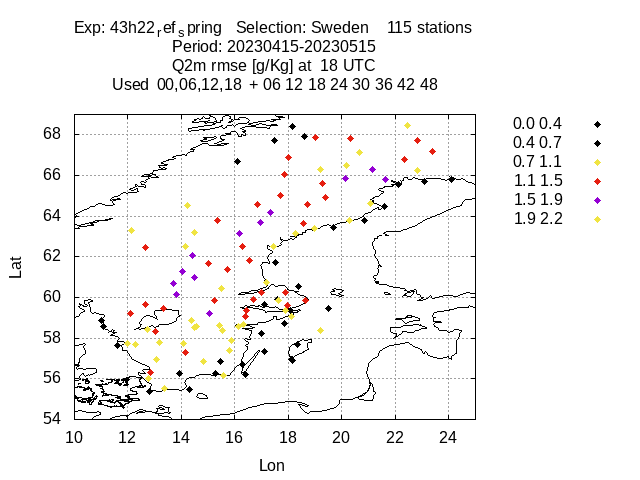 Exp: 43h22ref_spring   Selection: Sweden    115 stations
Period: 20230415-20230515
Q2m rmse [g/Kg] at  18 UTC
Used  00,06,12,18  + 06 12 18 24 30 36 42 48
0.0 0.4
0.4 0.7
0.7 1.1
1.1 1.5
1.5 1.9
1.9 2.2
68
66
64
62
60
58
56
54
Lat
10 12 14 16 18 20 22 24
Lon